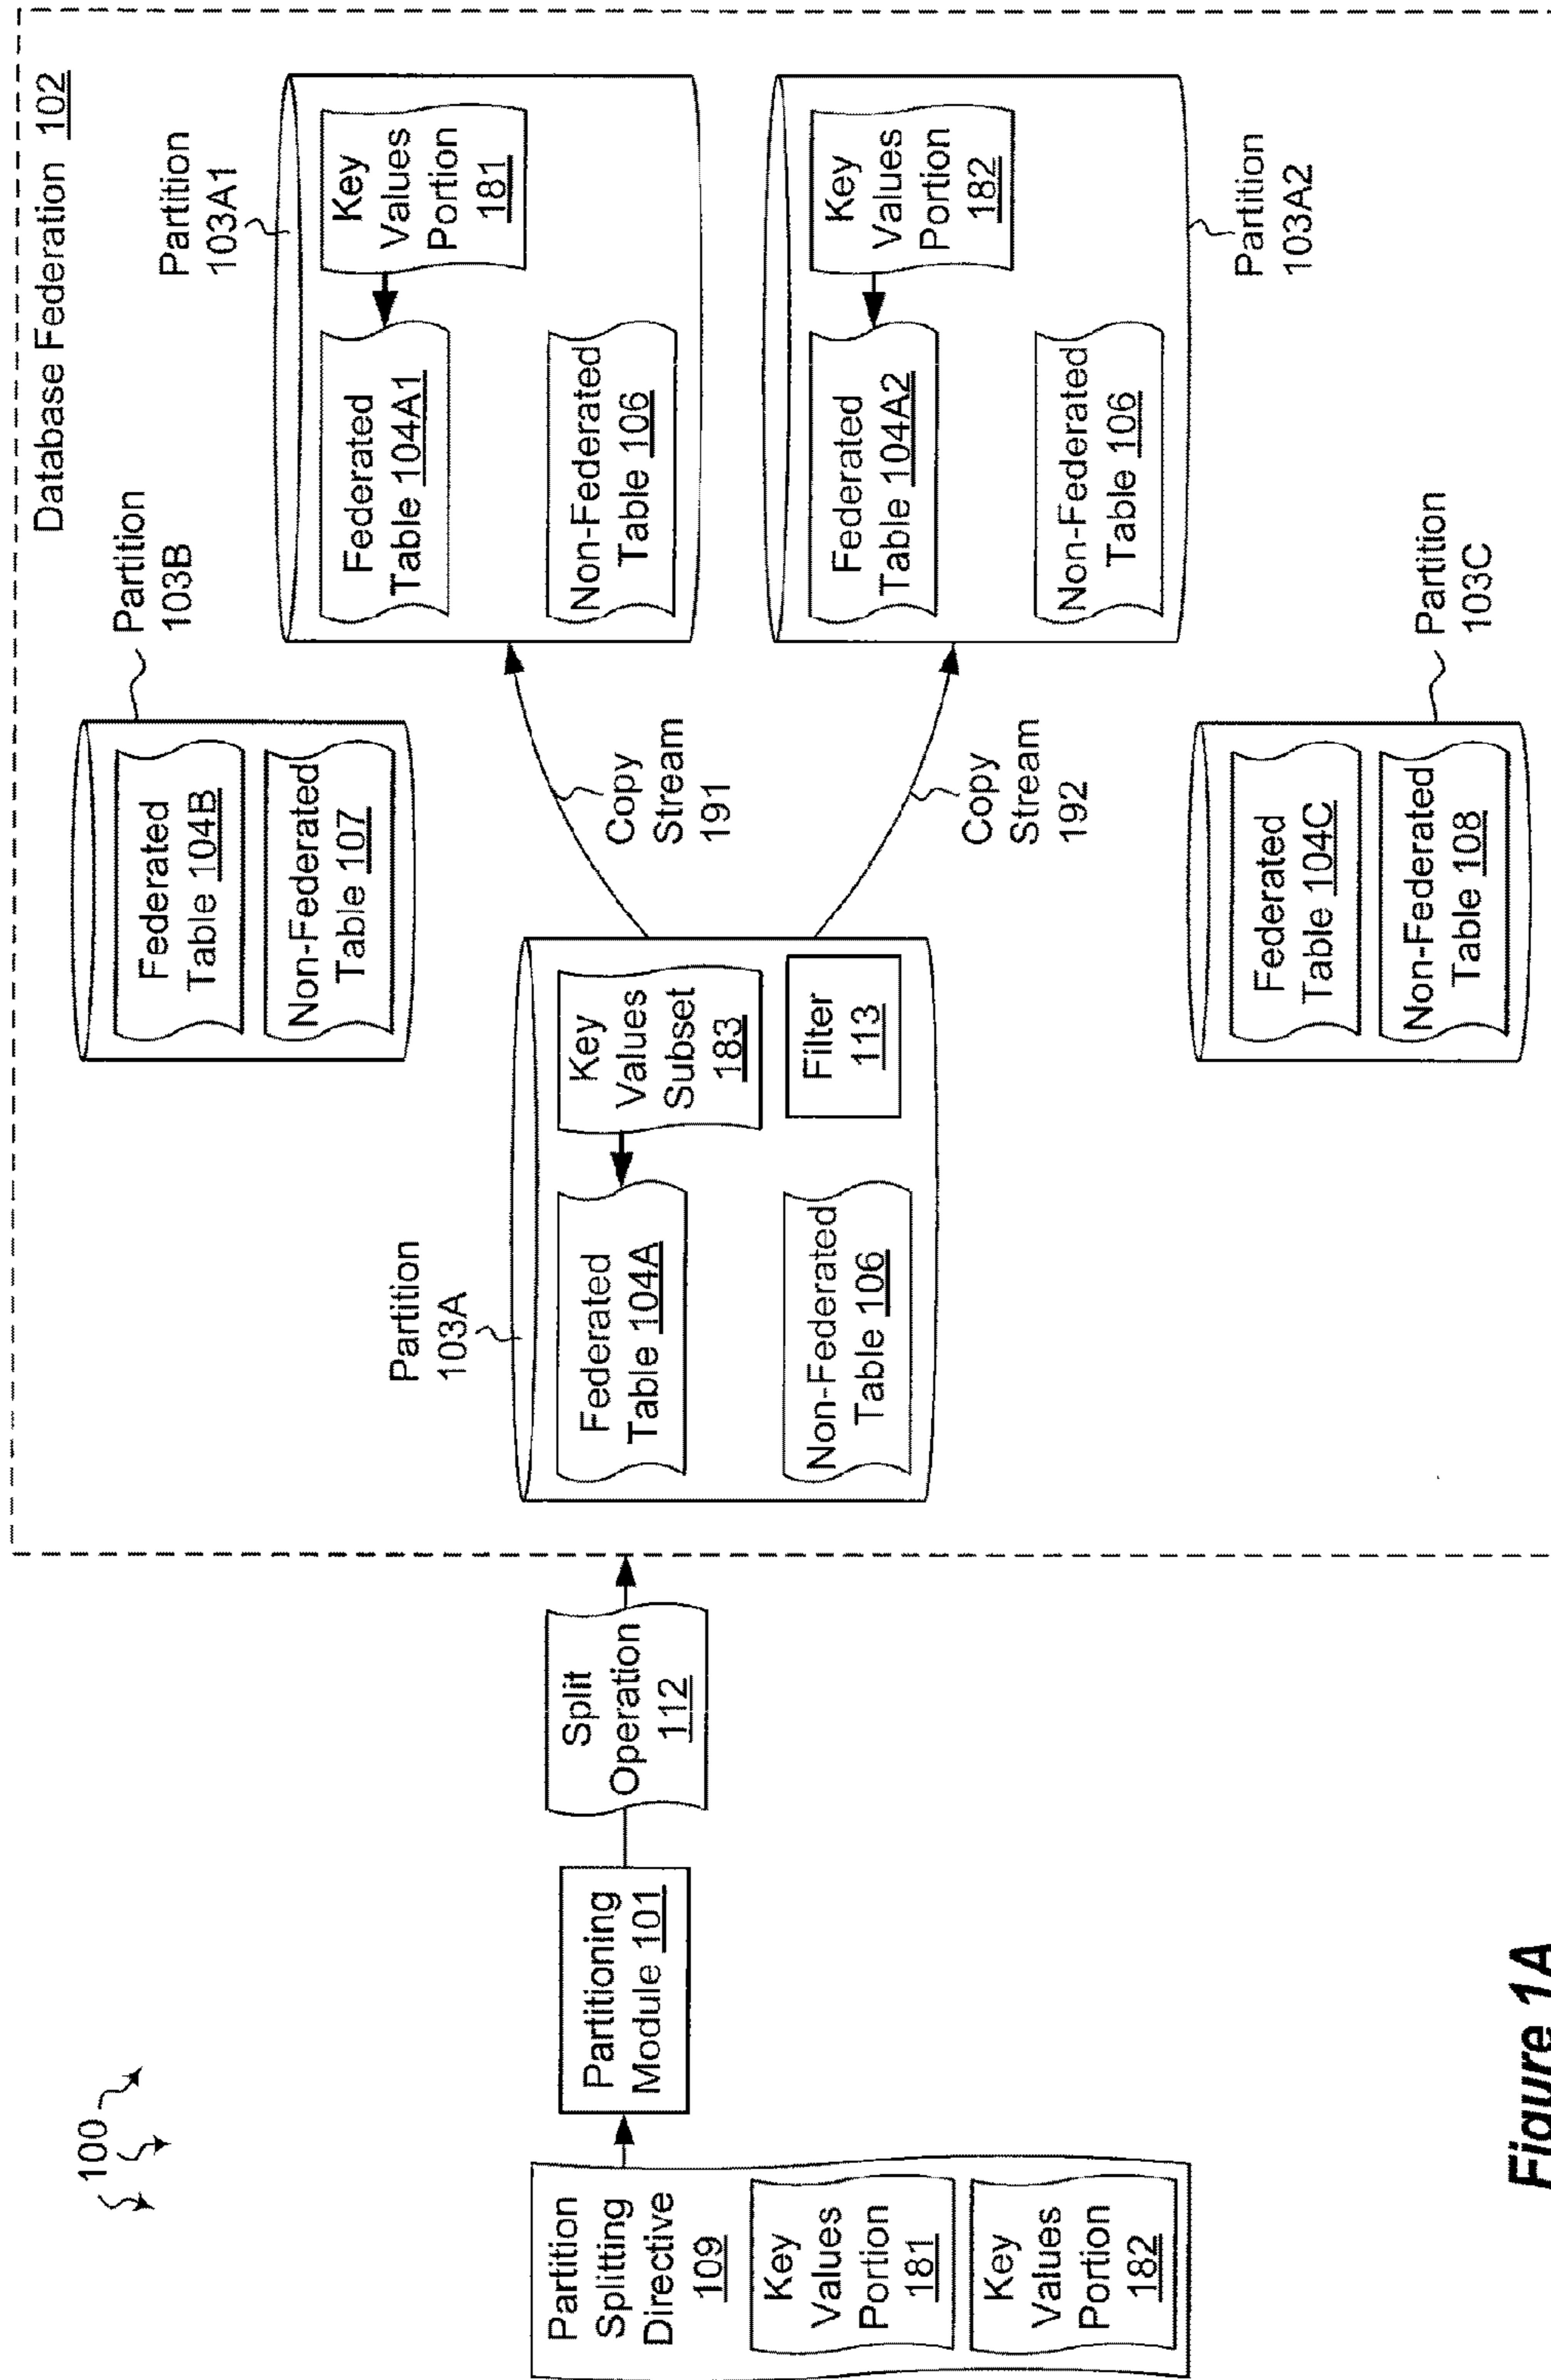 100
Database Federation 102
Partition
103B
Federated
Table 104B
Non-Federated
Table 107
Partition
103A1
Federated
Table 104A1
Key
Values
Portion
181
Non-Federated
Table 106
Copy
Stream
191
Partition
103A
Federated
Table 104A
Key
Values
Subset
183
Non-Federated
Table 106
Filter
113
Partition
Splitting
Directive
109
Key
Values
Portion
181
Key
Values
Portion
182
Partitioning
Module 101
Split
Operation
112
Copy
Stream
192
Federated
Table 104A2
Key
Values
Portion
182
Non-Federated
Table 106
Partition
103A2
Federated
Table 104C
Non-Federated
Table 108
Partition
103C
Figure 1A